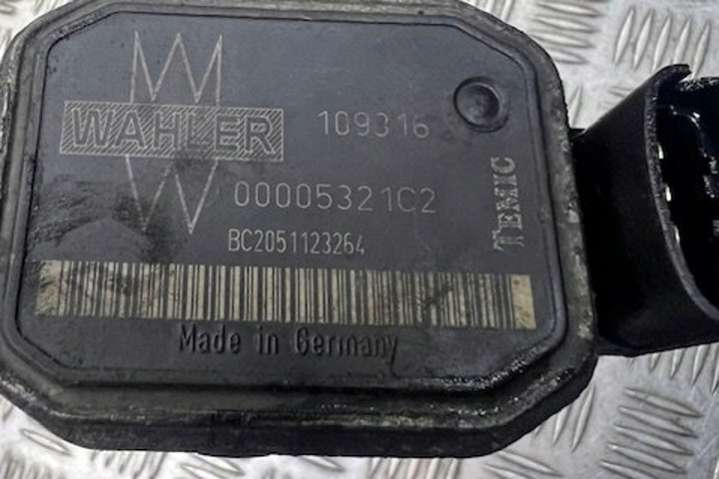 WAHLER 109316
00005321C2
BC2051123264
TEMIC
Made in Germany